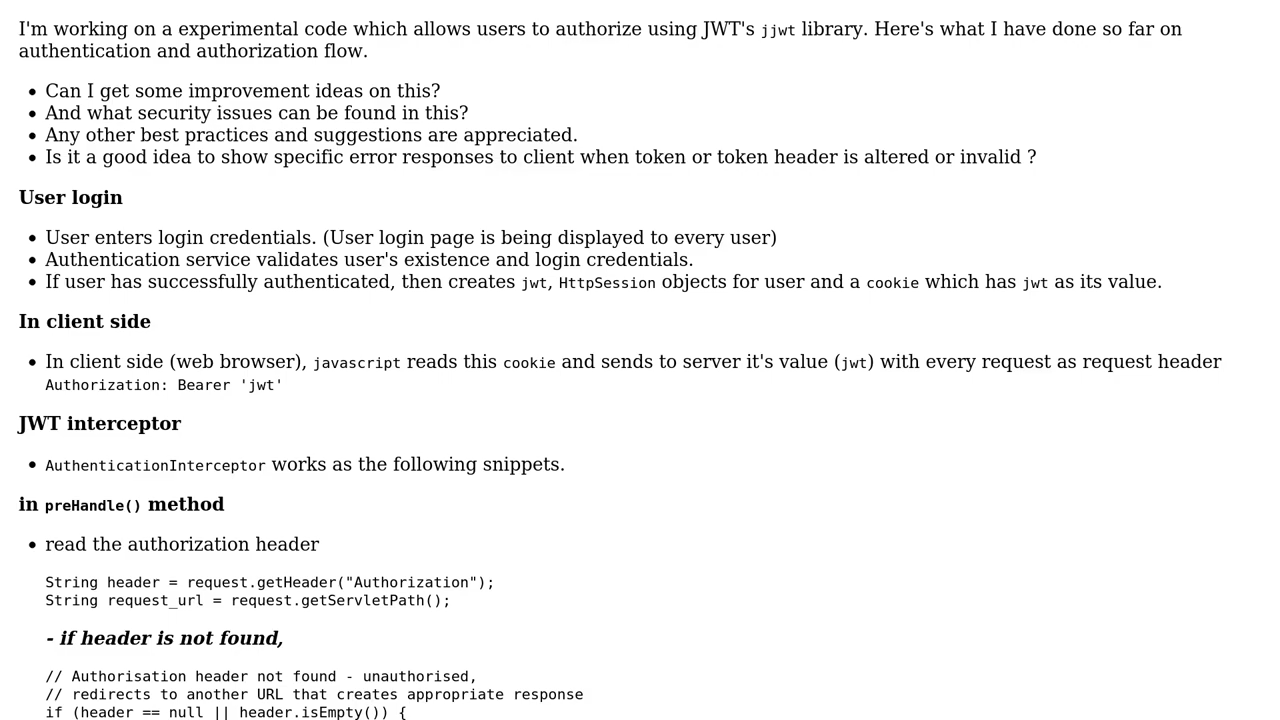 I'm working on a experimental code which allows users to authorize using JWT's jjwt library. Here's what I have done so far on
authentication and authorization flow.
• Can I get some improvement ideas on this?
• And what security issues can be found in this?
• Any other best practices and suggestions are appreciated.
• Is it a good idea to show specific error responses to client when token or token header is altered or invalid ?
User login
• User enters login credentials. (User login page is being displayed to every user)
• Authentication service validates user's existence and login credentials.
• If user has successfully authenticated, then creates jwt, HttpSession objects for user and a cookie which has jwt as its value.
In client side
• In client side (web browser), javascript reads this cookie and sends to server it's value (jwt) with every request as request header
Authorization: Bearer 'jwt'
JWT interceptor
• AuthenticationInterceptor works as the following snippets.
in preHandle() method
• read the authorization header
String header = request.getHeader("Authorization");
String request_url = request.getServletPath();
- if header is not found,
// Authorisation header not found - unauthorised,
// redirects to another URL that creates appropriate response
if (header == null || header.isEmpty()) {